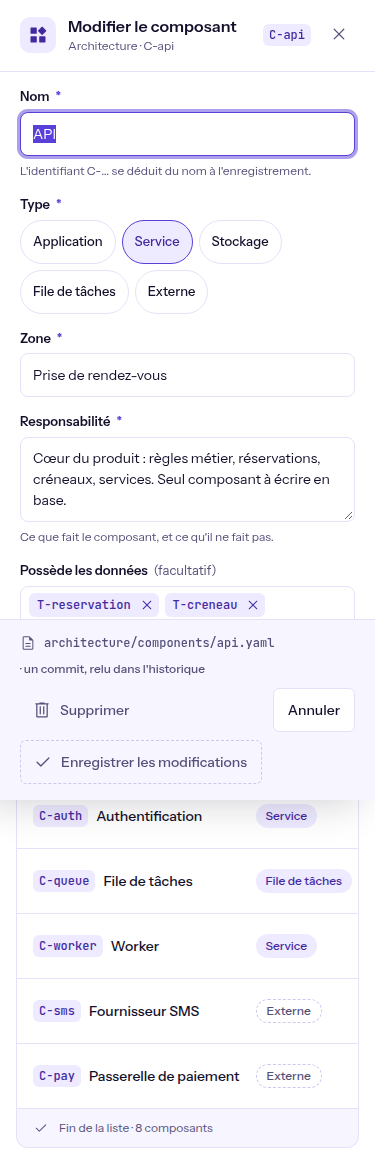 Modifier le composant
Architecture · C-api
C-api
Nom *
API
L'identifiant C-… se déduit du nom à l'enregistrement.
Type *
Application
Service
Stockage
File de tâches
Externe
Zone *
Prise de rendez-vous
Responsabilité *
Cœur du produit : règles métier, réservations,
créneaux, services. Seul composant à écrire en
base.
Ce que fait le composant, et ce qu'il ne fait pas.
Possède les données (facultatif)
T-reservation
T-creneau
architecture/components/api.yaml
· un commit, relu dans l'historique
Supprimer
Annuler
Enregistrer les modifications
C-auth Authentification Service
C-queue File de tâches File de tâches
C-worker Worker Service
C-sms Fournisseur SMS Externe
C-pay Passerelle de paiement Externe
Fin de la liste · 8 composants